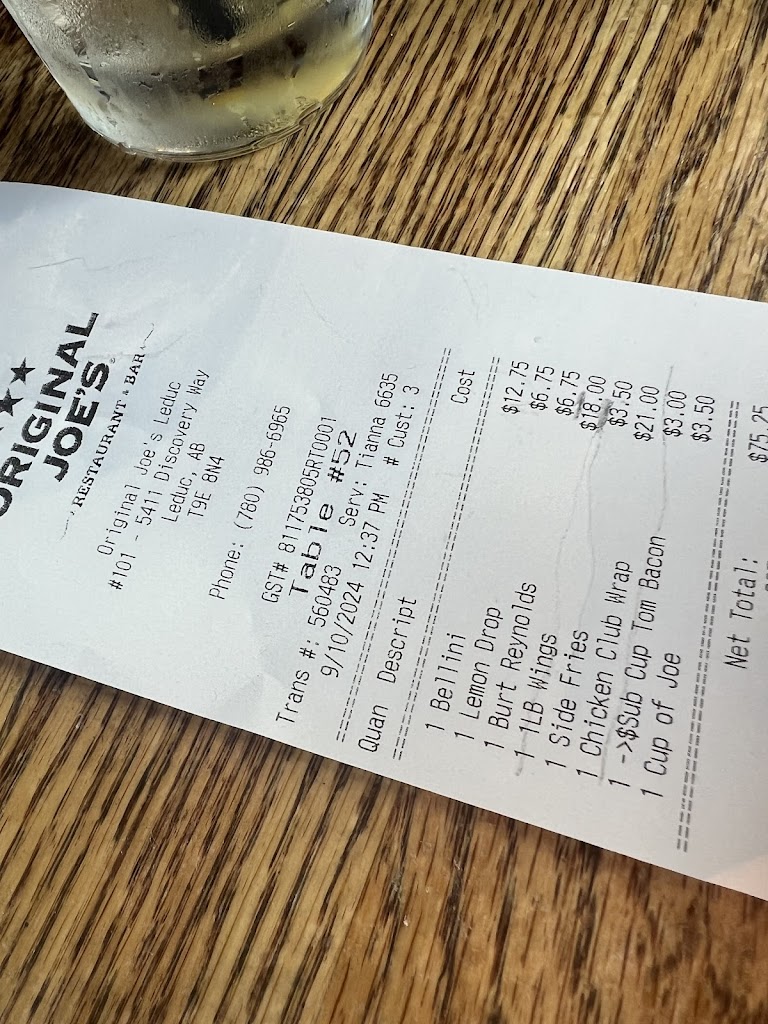 ORIGINAL
JOE'S
RESTAURANT & BAR
Original Joe's Leduc
#101 - 5411 Discovery Way
Leduc, AB
T9E 8N4
Phone: (780) 986-6965
GST# 811753805RT0001
Table #52
Trans #: 560483 Serv: Tianna 6635
9/10/2024 12:37 PM # Cust: 3
Quan Descript Cost
1 Bellini $12.75
1 Lemon Drop $6.75
1 Burt Reynolds $6.75
1 1LB Wings $18.00
1 Side Fries $3.50
1 Chicken Club Wrap $21.00
1 ->$Sub Cup Tom Bacon $3.00
1 Cup of Joe $3.50
Net Total: $75.25